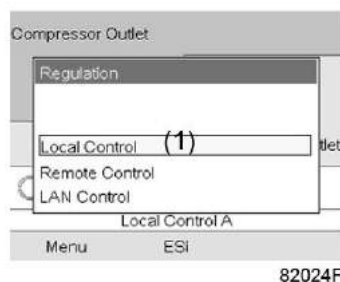 Compressor Outlet
Regulation
Local Control (1)
tlet
Remote Control
LAN Control
Local Control A
Menu ESi
82024F